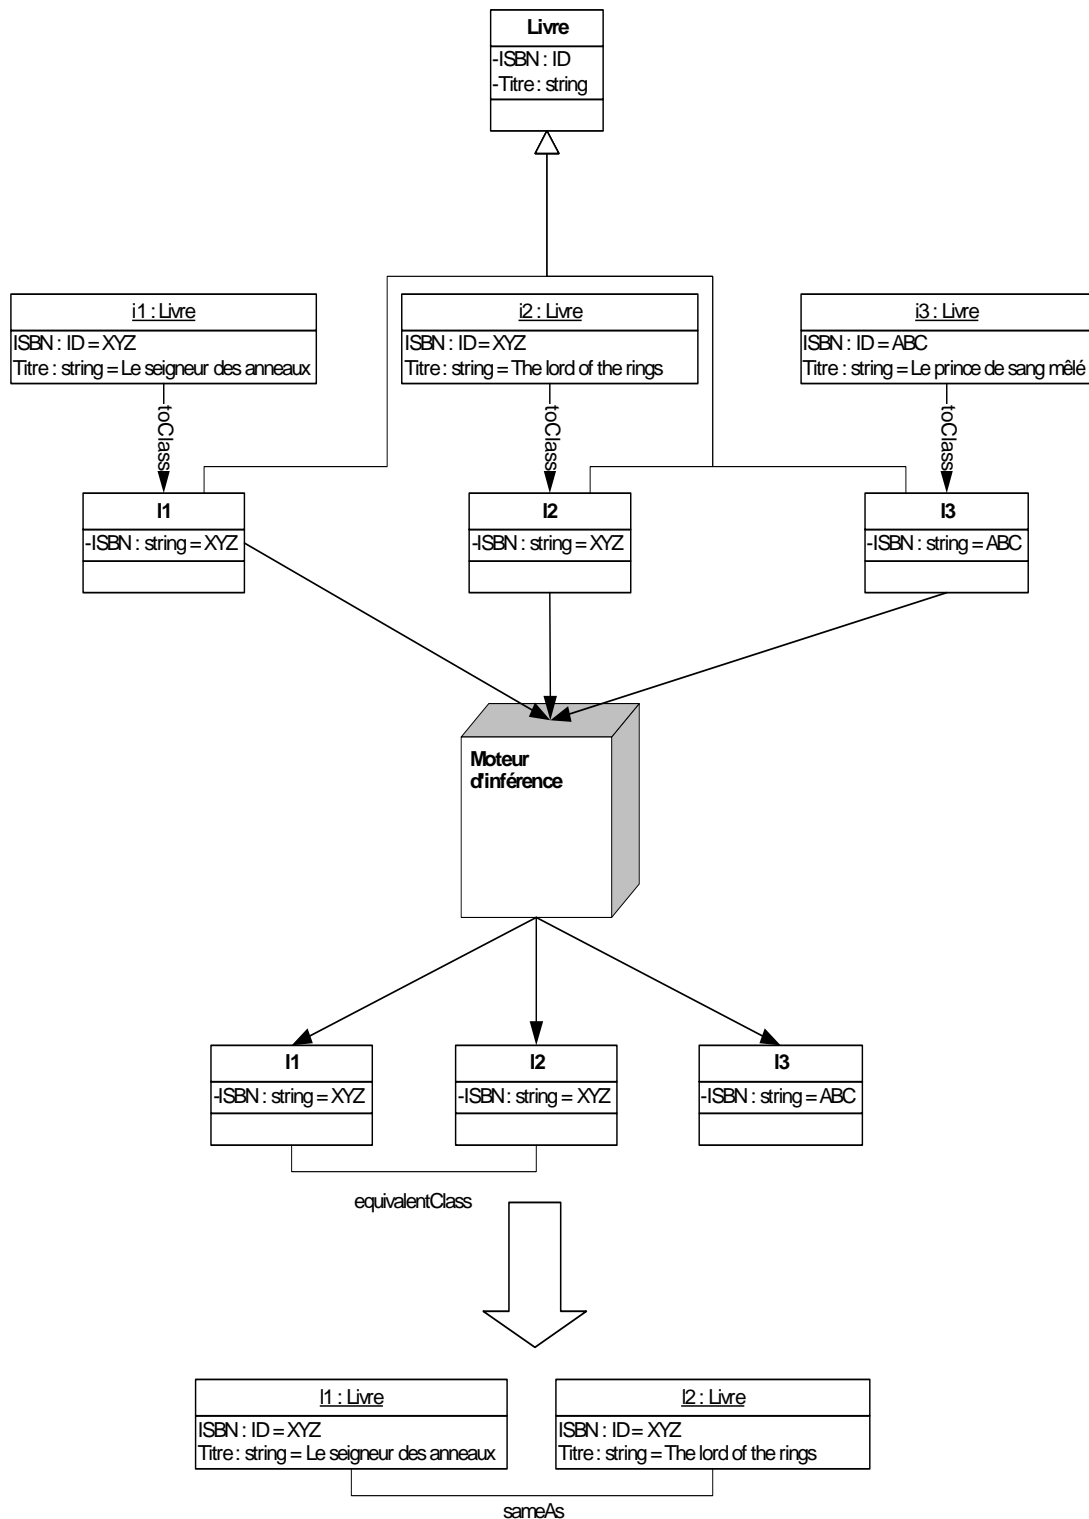 Livre
-ISBN : ID
-Titre : string
i1 : Livre
ISBN : ID = XYZ
Titre : string = Le seigneur des anneaux
i2 : Livre
ISBN : ID = XYZ
Titre : string = The lord of the rings
i3 : Livre
ISBN : ID = ABC
Titre : string = Le prince de sang mêlé
toClass
toClass
toClass
I1
-ISBN : string = XYZ
I2
-ISBN : string = XYZ
I3
-ISBN : string = ABC
Moteur
d'inférence
I1
-ISBN : string = XYZ
I2
-ISBN : string = XYZ
I3
-ISBN : string = ABC
equivalentClass
I1 : Livre
ISBN : ID = XYZ
Titre : string = Le seigneur des anneaux
I2 : Livre
ISBN : ID = XYZ
Titre : string = The lord of the rings
sameAs